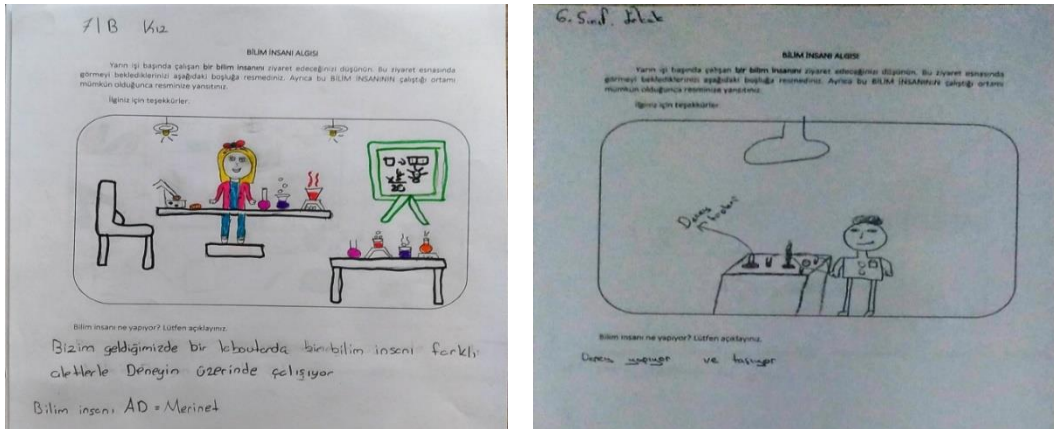 7/B Kız
BİLİM İNSANI ALGISI
Yarın işi başında çalışan bir bilim insanını ziyaret edeceğinizi düşünün. Bu ziyaret esnasında
görmeyi beklediklerinizi aşağıdaki boşluğa resmediniz. Ayrıca bu BİLİM İNSANININ çalıştığı ortamı
mümkün olduğunca resminize yansıtınız.
İlginiz için teşekkürler.
Bilim insanı ne yapıyor? Lütfen açıklayınız.
Bizim geldiğimizde bir laboutarda bir bilim insanı farklı
aletlerle Deneyin üzerinde çalışıyor
Bilim insanı AD = Merinet
6. Sınıf. Erkek
BİLİM İNSANI ALGISI
Yarın işi başında çalışan bir bilim insanını ziyaret edeceğinizi düşünün. Bu ziyaret esnasında
görmeyi beklediklerinizi aşağıdaki boşluğa resmediniz. Ayrıca bu BİLİM İNSANININ çalıştığı ortamı
mümkün olduğunca resminize yansıtınız.
İlginiz için teşekkürler.
Deney
Bilim insanı ne yapıyor? Lütfen açıklayınız.
Deney yapıyor ve